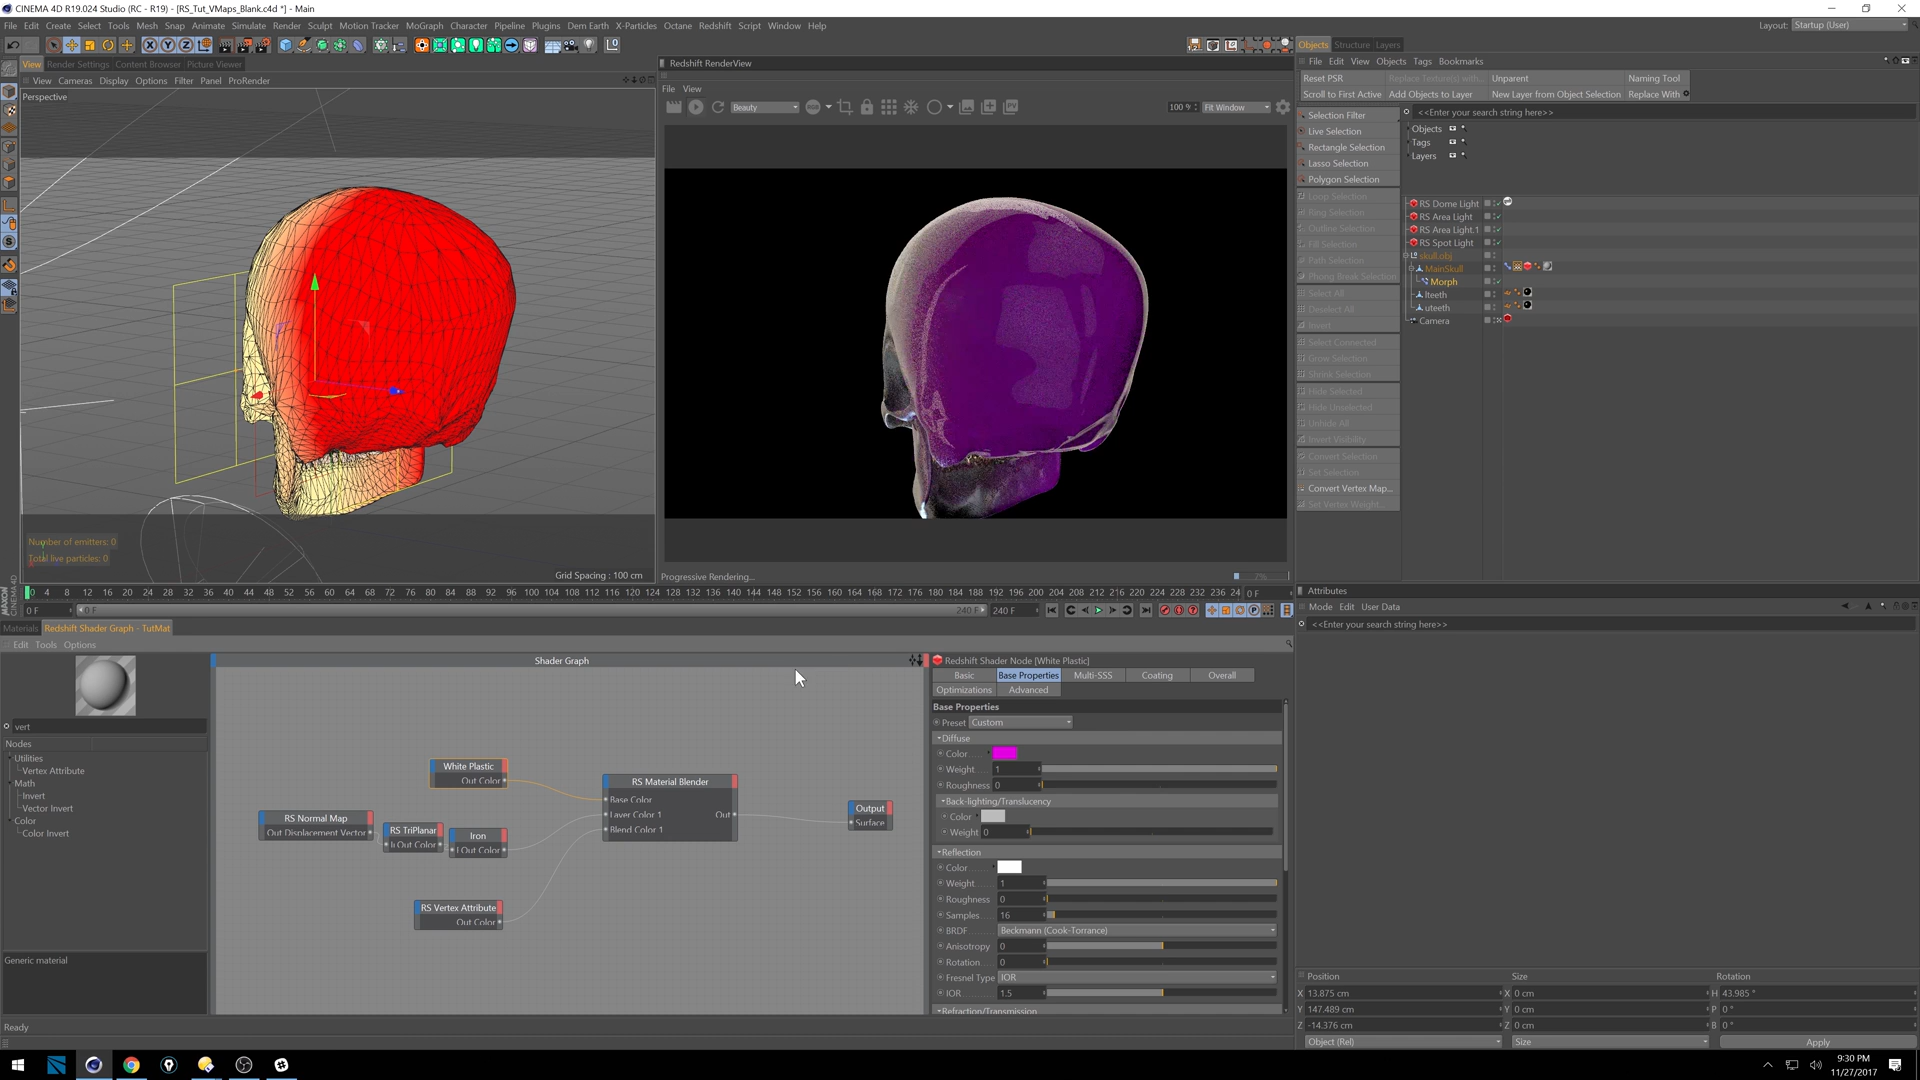 CINEMA 4D R19.024 Studio (RC - R19) - [RS_Tut_VMaps_Blank.c4d *] - Main
File Edit Create Select Tools Mesh Snap Animate Simulate Render Sculpt Motion Tracker MoGraph Character Pipeline Plugins Dem Earth X-Particles Octane Redshift Script Window Help
Layout: Startup (User)
View Render Settings Content Browser Picture Viewer
View Cameras Display Options Filter Panel ProRender
Perspective
Number of emitters: 0
Total live particles: 0
Grid Spacing : 100 cm
Redshift RenderView
File View
Beauty
100 %
Fit Window
Progressive Rendering...
Objects Structure Layers
File Edit View Objects Tags Bookmarks
Reset PSR Replace Texture(s) with... Unparent Naming Tool
Scroll to First Active Add Objects to Layer New Layer from Object Selection Replace With
<<Enter your search string here>>
Selection Filter
Live Selection
Rectangle Selection
Lasso Selection
Polygon Selection
Loop Selection
Ring Selection
Outline Selection
Fill Selection
Path Selection
Phong Break Selection
Select All
Deselect All
Invert
Select Connected
Grow Selection
Shrink Selection
Hide Selected
Hide Unselected
Unhide All
Invert Visibility
Convert Selection
Set Selection
Convert Vertex Map...
Set Vertex Weight...
Objects
Tags
Layers
RS Dome Light
RS Area Light
RS Area Light.1
RS Spot Light
skull.obj
MainSkull
Morph
lteeth
uteeth
Camera
0 4 8 12 16 20 24 28 32 36 40 44 48 52 56 60 64 68 72 76 80 84 88 92 96 100 104 108 112 116 120 124 128 132 136 140 144 148 152 156 160 164 168 172 176 180 184 188 192 196 200 204 208 212 216 220 224 228 232 236 24 0 F
0 F 0 F 240 F 240 F
MAXON CINEMA 4D
Materials Redshift Shader Graph - TutMat
Edit Tools Options
vert
Nodes
Utilities
Vertex Attribute
Math
Invert
Vector Invert
Color
Color Invert
Generic material
Shader Graph
White Plastic
Out Color
RS Normal Map
Out Displacement Vector
RS TriPlanar
Out Color
Iron
Out Color
RS Vertex Attribute
Out Color
RS Material Blender
Base Color
Layer Color 1
Out
Blend Color 1
Output
Surface
Redshift Shader Node [White Plastic]
Basic Base Properties Multi-SSS Coating Overall
Optimizations Advanced
Base Properties
Preset Custom
Diffuse
Color
Weight 1
Roughness 0
Back-lighting/Translucency
Color
Weight 0
Reflection
Color
Weight 1
Roughness 0
Samples 16
BRDF Beckmann (Cook-Torrance)
Anisotropy 0
Rotation 0
Fresnel Type IOR
IOR 1.5
Refraction/Transmission
Attributes
Mode Edit User Data
<<Enter your search string here>>
Position Size Rotation
X 13.875 cm X 0 cm H 43.985 °
Y 147.489 cm Y 0 cm P 0 °
Z -14.376 cm Z 0 cm B 0 °
Object (Rel) Size Apply
Ready
9:30 PM
11/27/2017